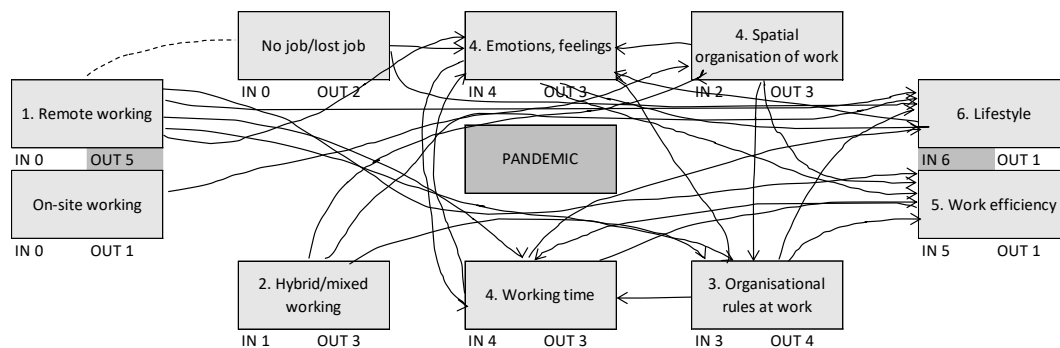 No job/lost job
4. Emotions, feelings
4. Spatial
organisation of work
IN 0 OUT 2
IN 4 OUT 3
IN 2 OUT 3
1. Remote working
6. Lifestyle
PANDEMIC
IN 0 OUT 5
IN 6 OUT 1
On-site working
5. Work efficiency
IN 0 OUT 1
IN 5 OUT 1
2. Hybrid/mixed
working
4. Working time
3. Organisational
rules at work
IN 1 OUT 3
IN 4 OUT 3
IN 3 OUT 4